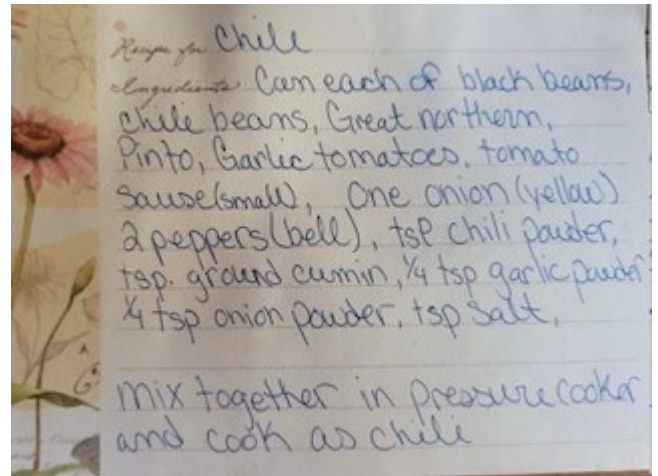 Recipe for Chile
Ingredients Can each of black beans,
chile beans, Great northern,
Pinto, Garlic tomatoes, tomato
sause(small), One onion (yellow)
2 peppers(bell), tsp chili powder,
tsp. ground cumin, ¼ tsp garlic powder
¼ tsp onion powder, tsp salt,
mix together in pressure cooker
and cook as chili